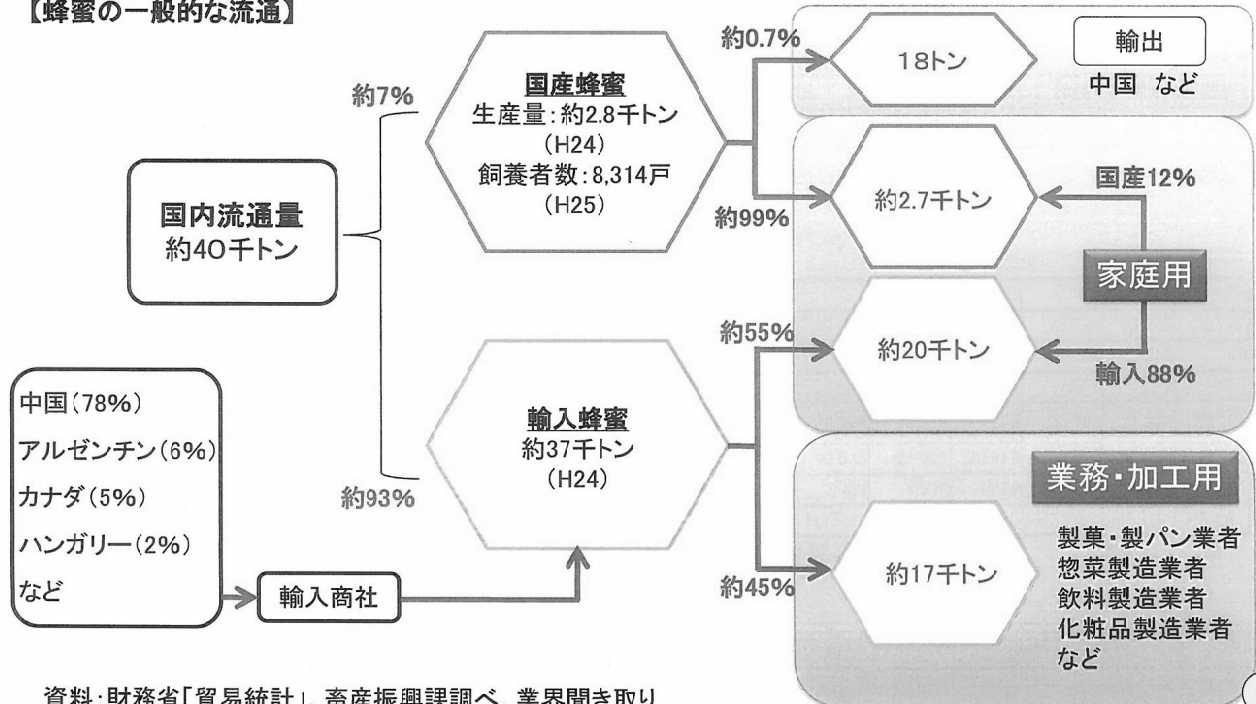 【蜂蜜の一般的な流通】
国内流通量
約40千トン
約7%
約93%
国産蜂蜜
生産量:約2.8千トン
(H24)
飼養者数:8,314戸
(H25)
輸入蜂蜜
約37千トン
(H24)
中国(78%)
アルゼンチン(6%)
カナダ(5%)
ハンガリー(2%)
など
輸入商社
約0.7%
約99%
約55%
約45%
18トン
輸出
中国 など
約2.7千トン
国産12%
家庭用
約20千トン
輸入88%
業務・加工用
約17千トン
製菓・製パン業者
惣菜製造業者
飲料製造業者
化粧品製造業者
など
資料:財務省「貿易統計」、畜産振興課調べ、業界聞き取り